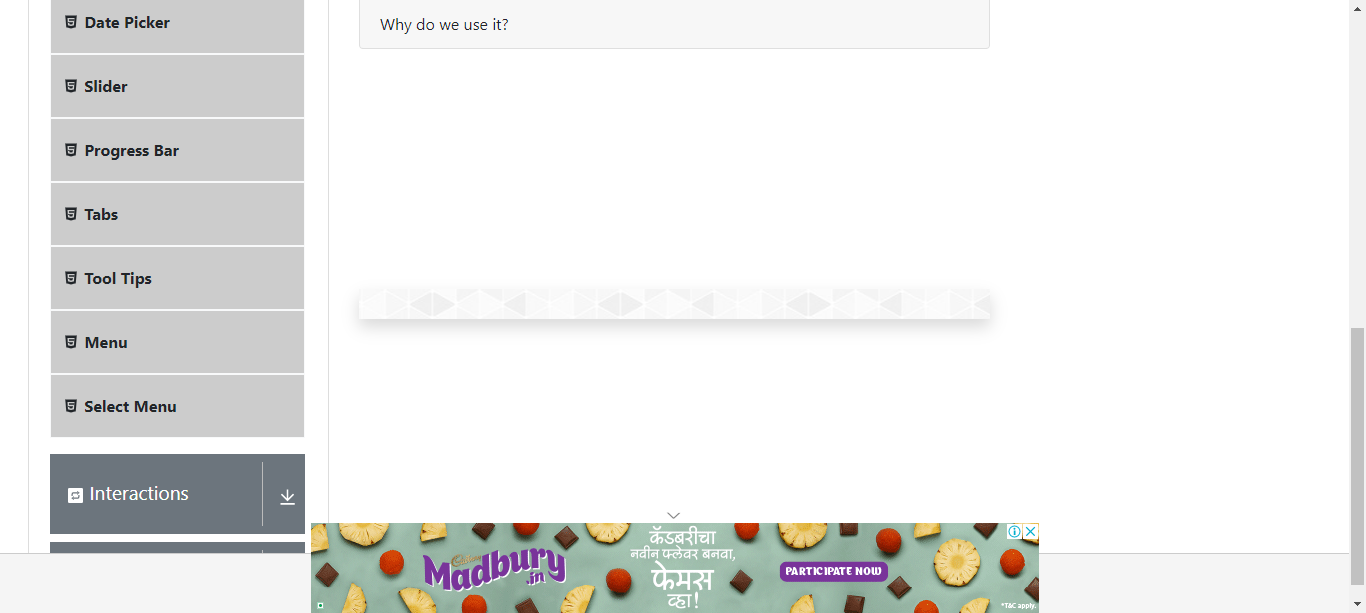 Date Picker
Slider
Progress Bar
Tabs
Tool Tips
Menu
Select Menu
Interactions
Why do we use it?
Cadbury
Madbury
.in
कॅडबरीचा
नवीन फ्लेवर बनवा,
फेमस
व्हा!
PARTICIPATE NOW
*T&C apply.